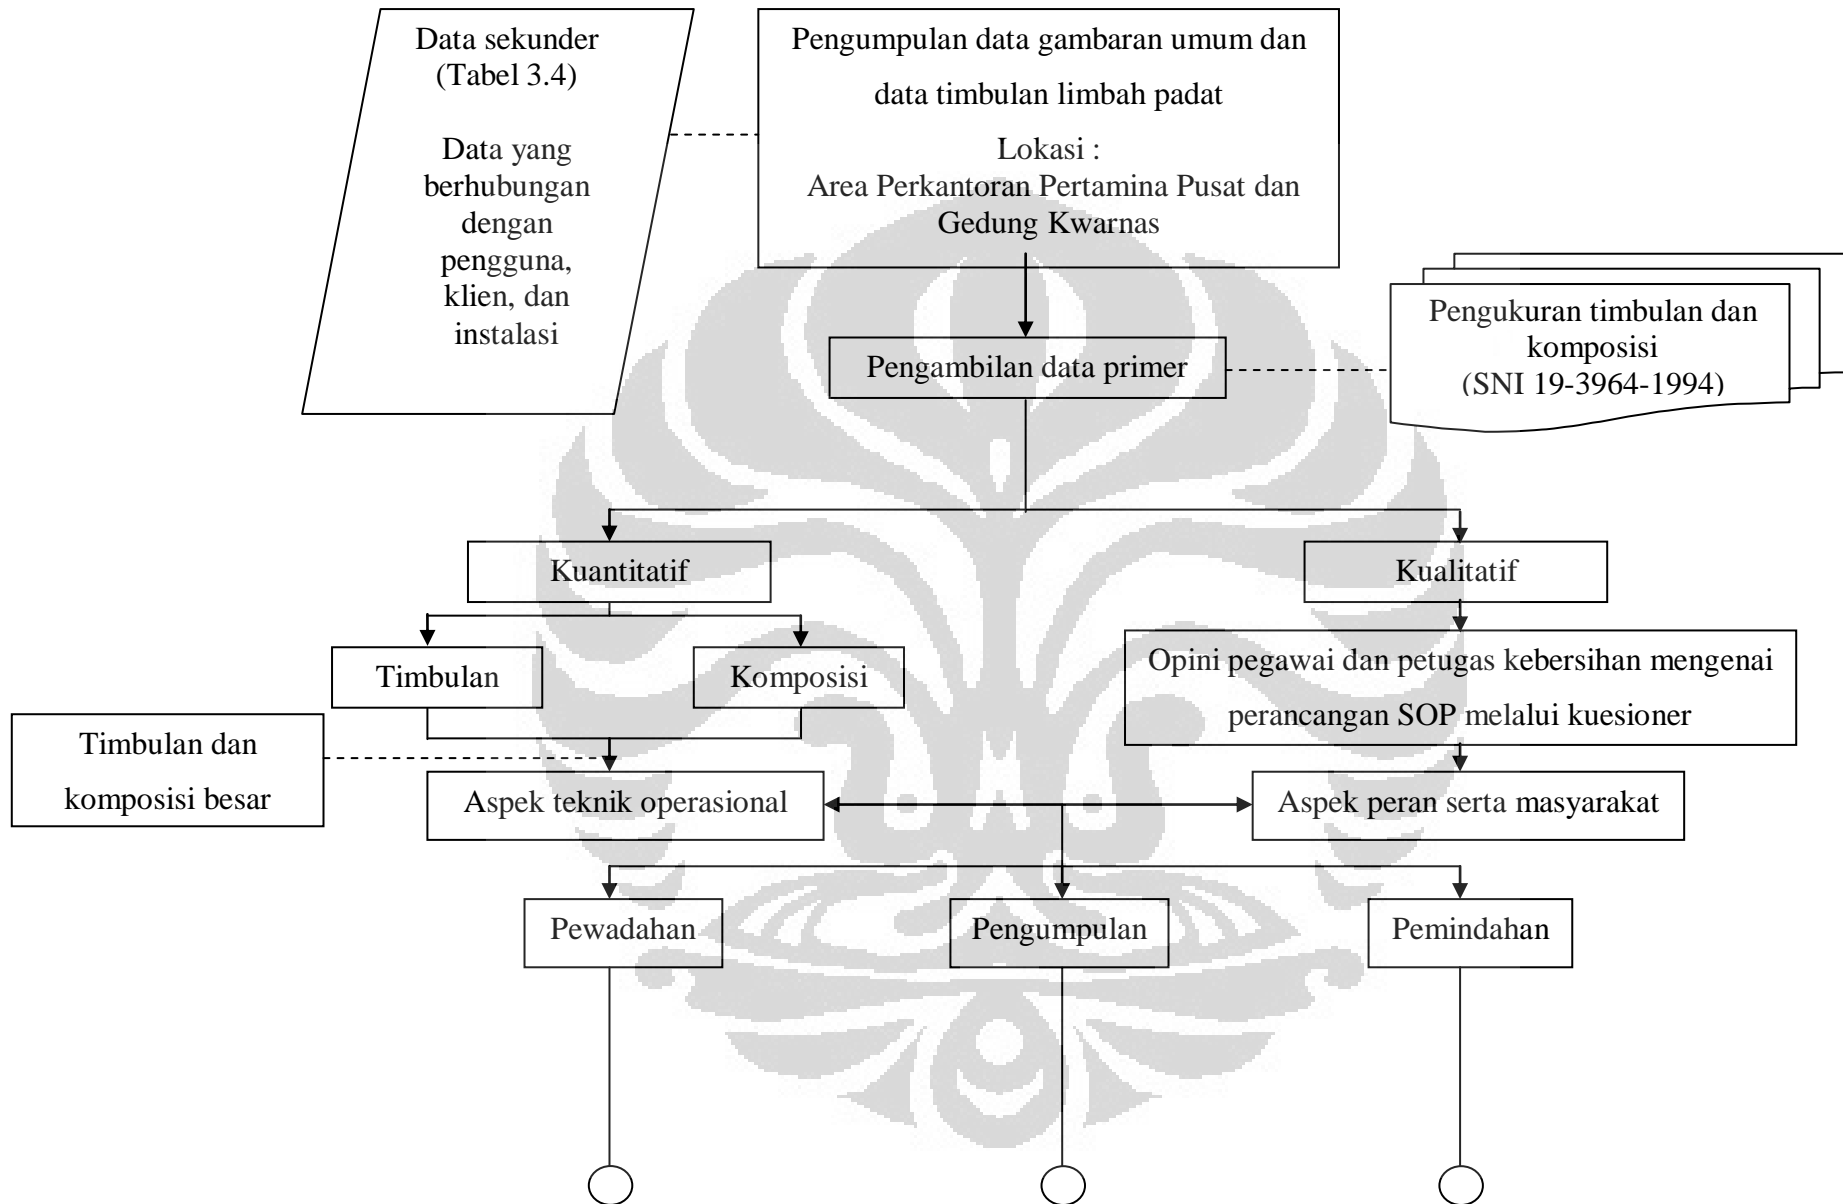 Data sekunder
(Tabel 3.4)
Data yang
berhubungan
dengan
pengguna,
klien, dan
instalasi
Pengumpulan data gambaran umum dan
data timbulan limbah padat
Lokasi :
Area Perkantoran Pertamina Pusat dan
Gedung Kwarnas
Pengukuran timbulan dan
komposisi
(SNI 19-3964-1994)
Pengambilan data primer
Kuantitatif
Kualitatif
Timbulan
Komposisi
Opini pegawai dan petugas kebersihan mengenai
perancangan SOP melalui kuesioner
Timbulan dan
komposisi besar
Aspek teknik operasional
Aspek peran serta masyarakat
Pewadahan
Pengumpulan
Pemindahan